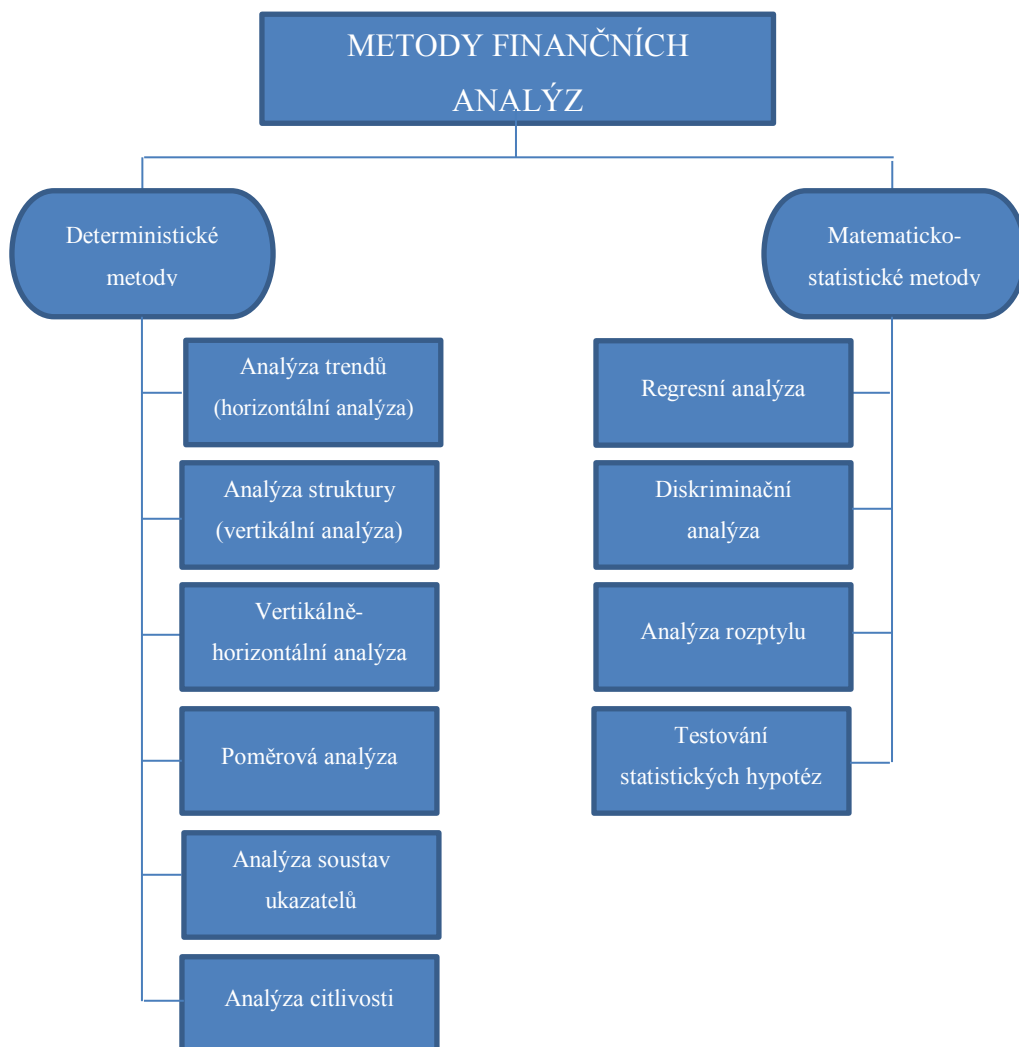 METODY FINANČNÍCH
ANALÝZ
Deterministické
metody
Analýza trendů
(horizontální analýza)
Analýza struktury
(vertikální analýza)
Vertikálně-
horizontální analýza
Poměrová analýza
Analýza soustav
ukazatelů
Analýza citlivosti
Matematicko-
statistické metody
Regresní analýza
Diskriminační
analýza
Analýza rozptylu
Testování
statistických hypotéz